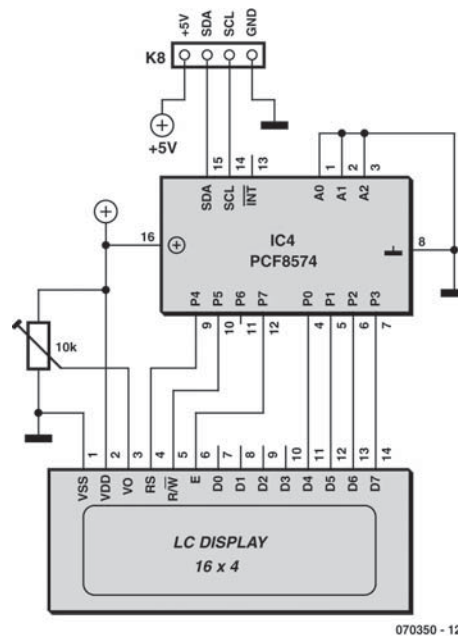 +5V SDA SCL GND
K8
+5V
15 14 13 1 2 3
SDA SCL INT A0 A1 A2
16 IC4 8
PCF8574
P4 P5 P6 P7 P0 P1 P2 P3
9 10 11 12 4 5 6 7
10k
1 2 3 4 5 6 7 8 9 10 11 12 13 14
VSS VDD VO RS R/W E D0 D1 D2 D3 D4 D5 D6 D7
LC DISPLAY
16 x 4
070350 - 12